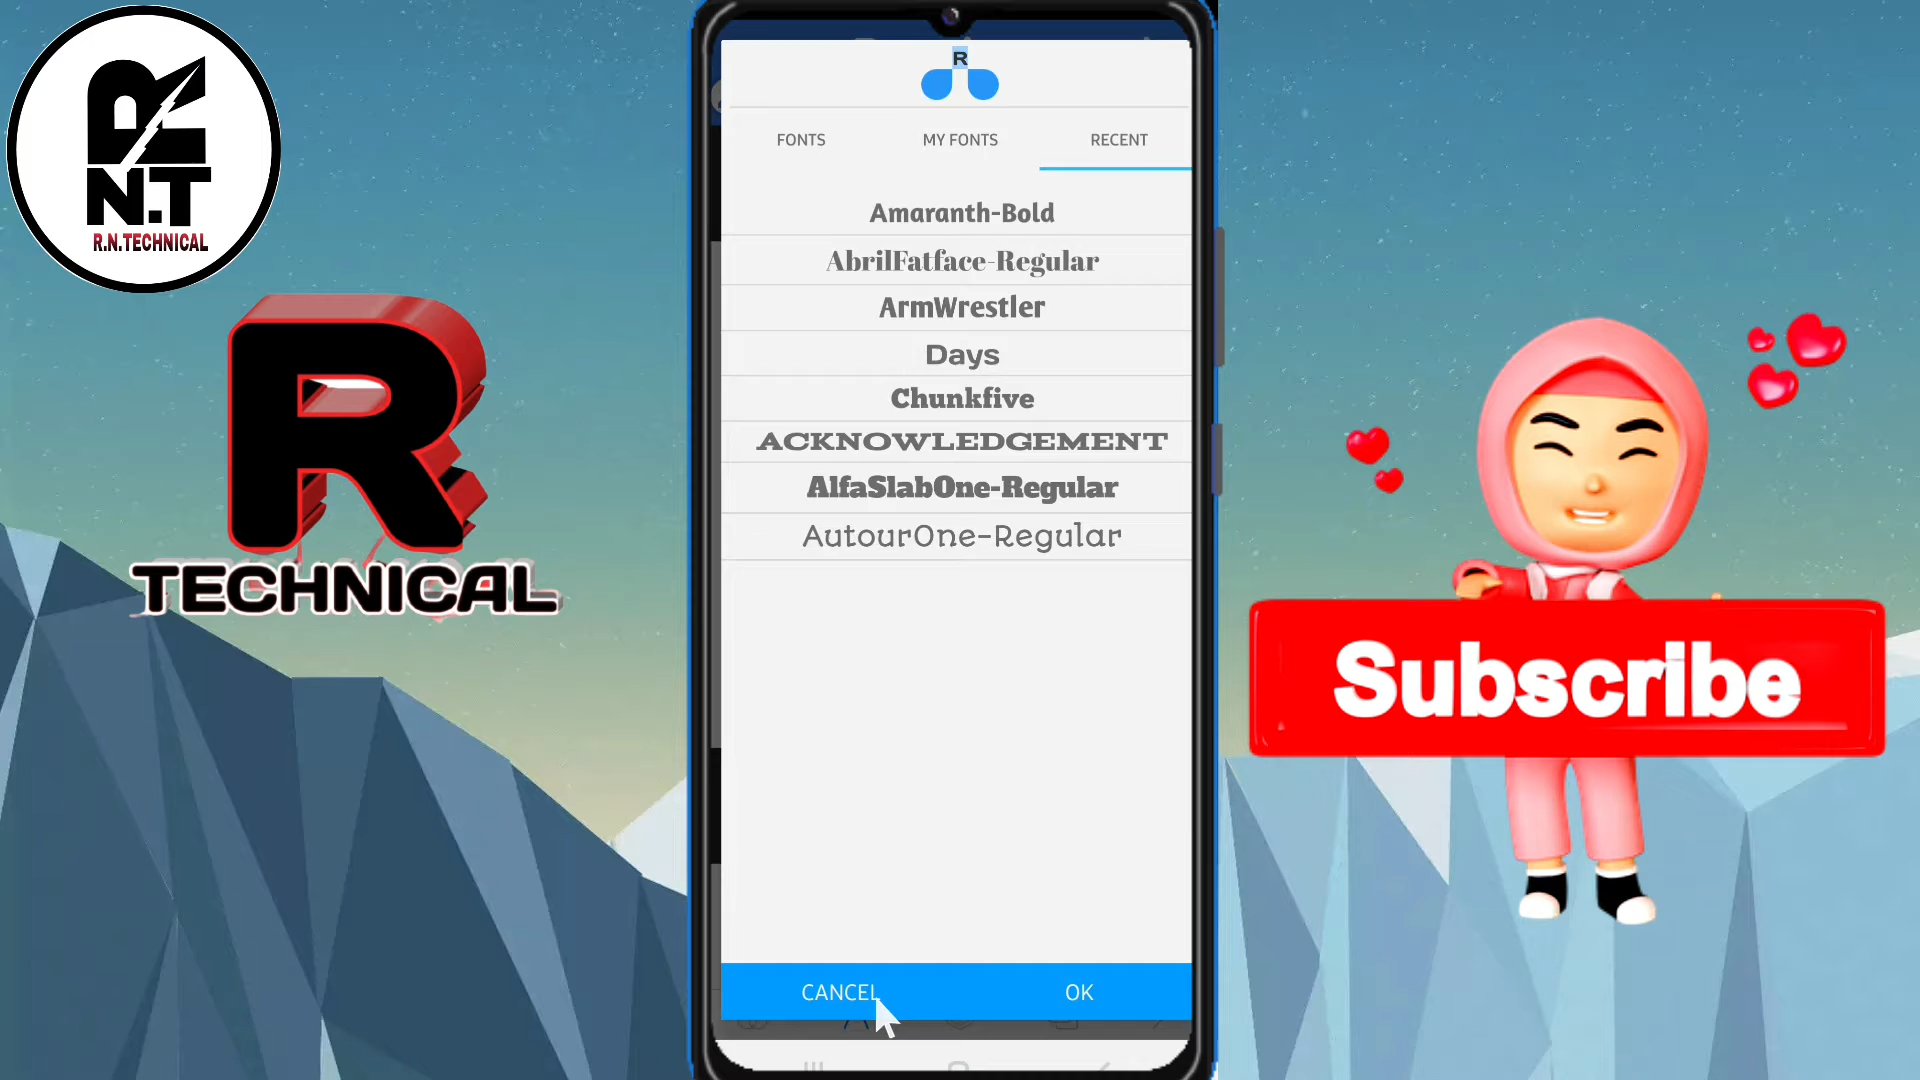 R
N.T
R.N.TECHNICAL
R
TECHNICAL
R
FONTS
MY FONTS
RECENT
Amaranth-Bold
AbrilFatface-Regular
ArmWrestler
Days
Chunkfive
ACKNOWLEDGEMENT
AlfaSlabOne-Regular
AutourOne-Regular
CANCEL
OK
Subscribe